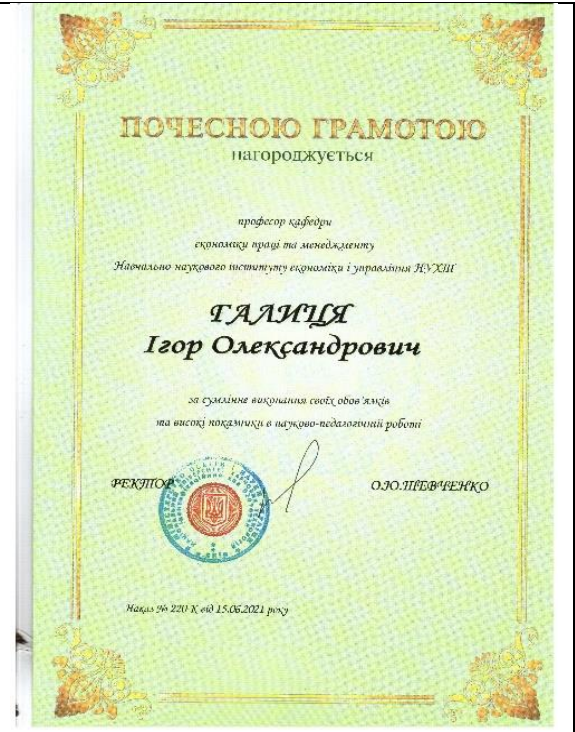 ПОЧЕСНОЮ ГРАМОТОЮ
нагороджується
професор кафедри
економіки праці та менеджменту
Навчально-наукового інституту економіки і управління НУХТ
ГАЛИЦЯ
Ігор Олександрович
за сумлінне виконання своїх обов'язків
та високі показники в науково-педагогічній роботі
РЕКТОР О.Ю.ШЕВЧЕНКО
Наказ № 220 К від 15.06.2021 року